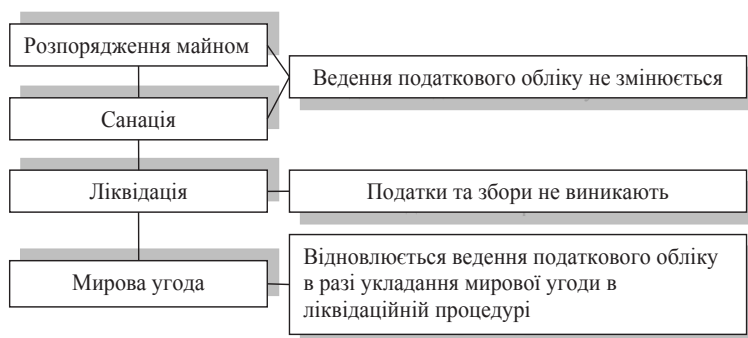 Розпорядження майном
Ведення податкового обліку не змінюється
Санація
Ліквідація
Податки та збори не виникають
Мирова угода
Відновлюється ведення податкового обліку
в разі укладання мирової угоди в
ліквідаційній процедурі